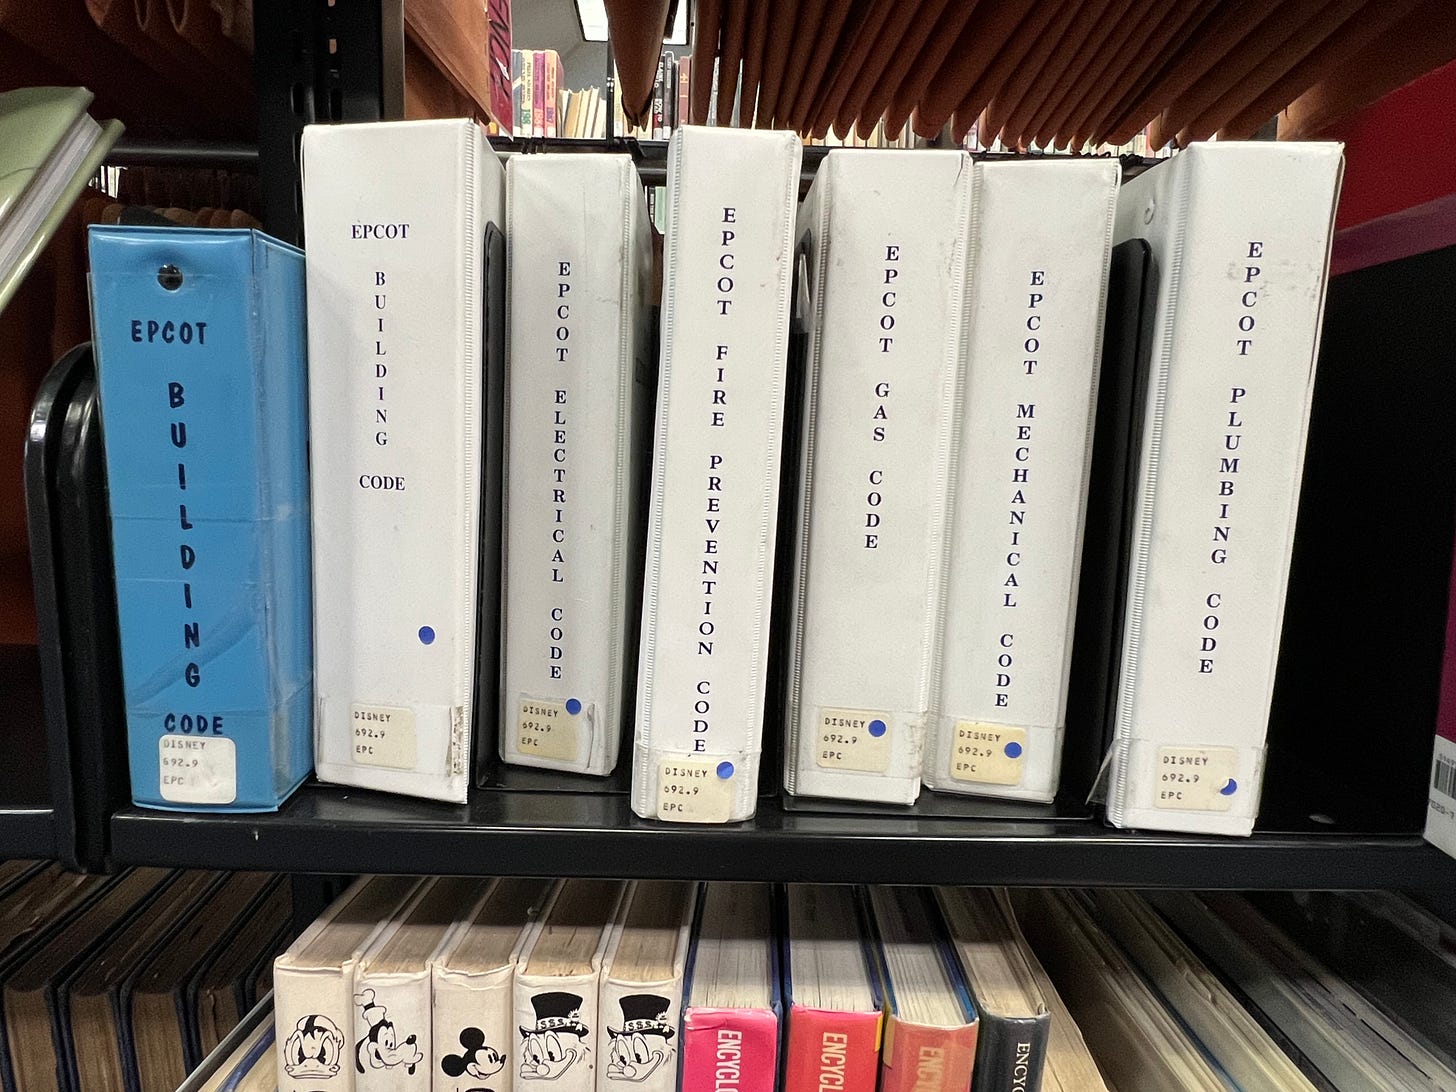 EPCOT
BUILDING
CODE
DISNEY
692.9
EPC
EPCOT
BUILDING
CODE
DISNEY
692.9
EPC
EPCOT ELECTRICAL CODE
DISNEY
692.9
EPC
EPCOT FIRE PREVENTION CODE
DISNEY
692.9
EPC
EPCOT GAS CODE
DISNEY
692.9
EPC
EPCOT MECHANICAL CODE
DISNEY
692.9
EPC
EPCOT PLUMBING CODE
DISNEY
692.9
EPC
$$$
$$$
ENCYCLO
ENCYCL
ENCYCL
ENCYC